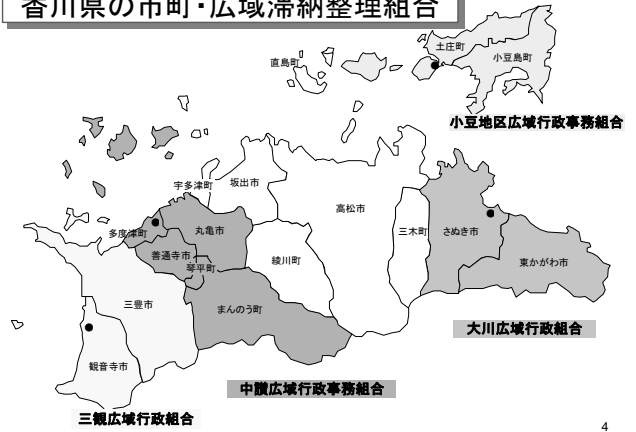 香川県の市町・広域滞納整理組合
土庄町
小豆島町
直島町
小豆地区広域行政事務組合
宇多津町
坂出市
高松市
多度津町
丸亀市
三木町
さぬき市
善通寺市
琴平町
綾川町
東かがわ市
三豊市
まんのう町
大川広域行政組合
観音寺市
中讃広域行政事務組合
三観広域行政組合
4